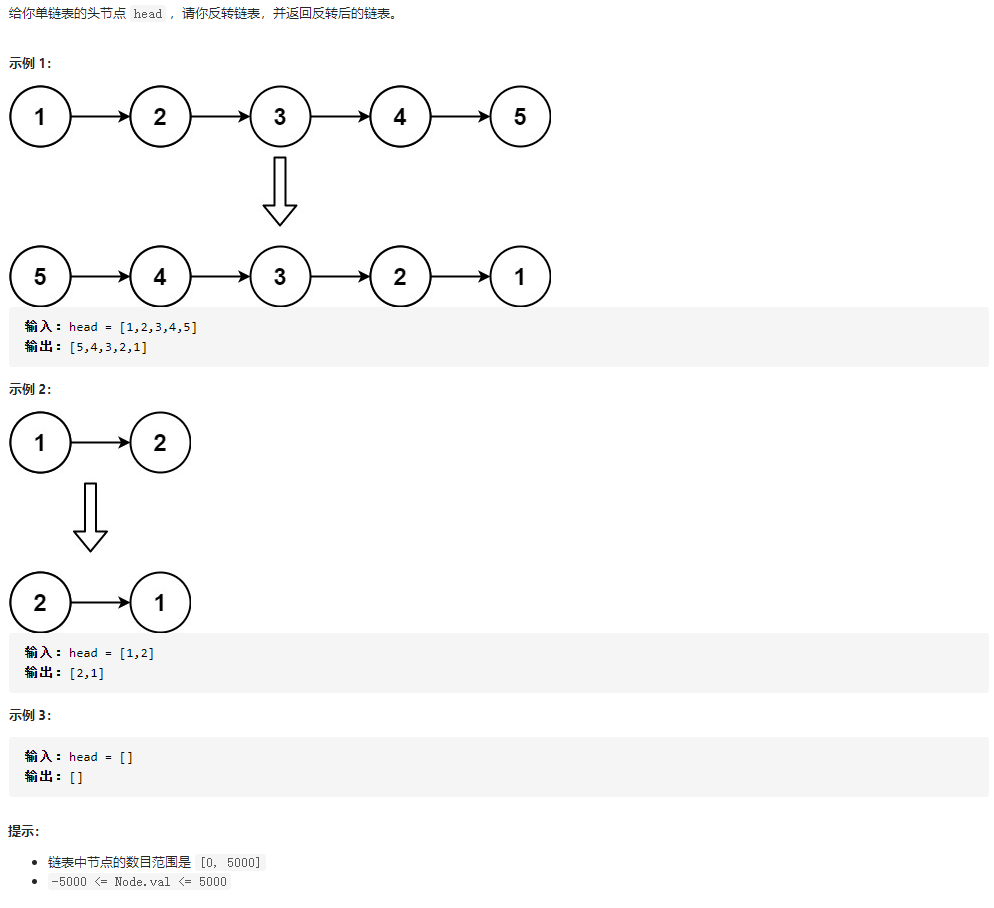 给你单链表的头节点 head ，请你反转链表，并返回反转后的链表。
示例 1：
1 2 3 4 5
5 4 3 2 1
输入：head = [1,2,3,4,5]
输出：[5,4,3,2,1]
示例 2：
1 2
2 1
输入：head = [1,2]
输出：[2,1]
示例 3：
输入：head = []
输出：[]
提示：
链表中节点的数目范围是 [0, 5000]
-5000 <= Node.val <= 5000